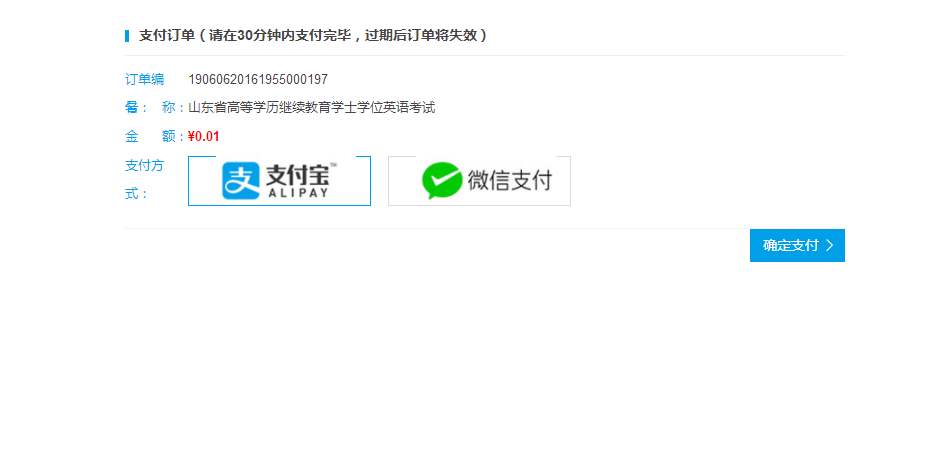 支付订单（请在30分钟内支付完毕，过期后订单将失效）
订单编 19060620161955000197
称：山东省高等学历继续教育学士学位英语考试
金 额：¥0.01
支付方
式：
支付宝™
ALIPAY
微信支付
确定支付